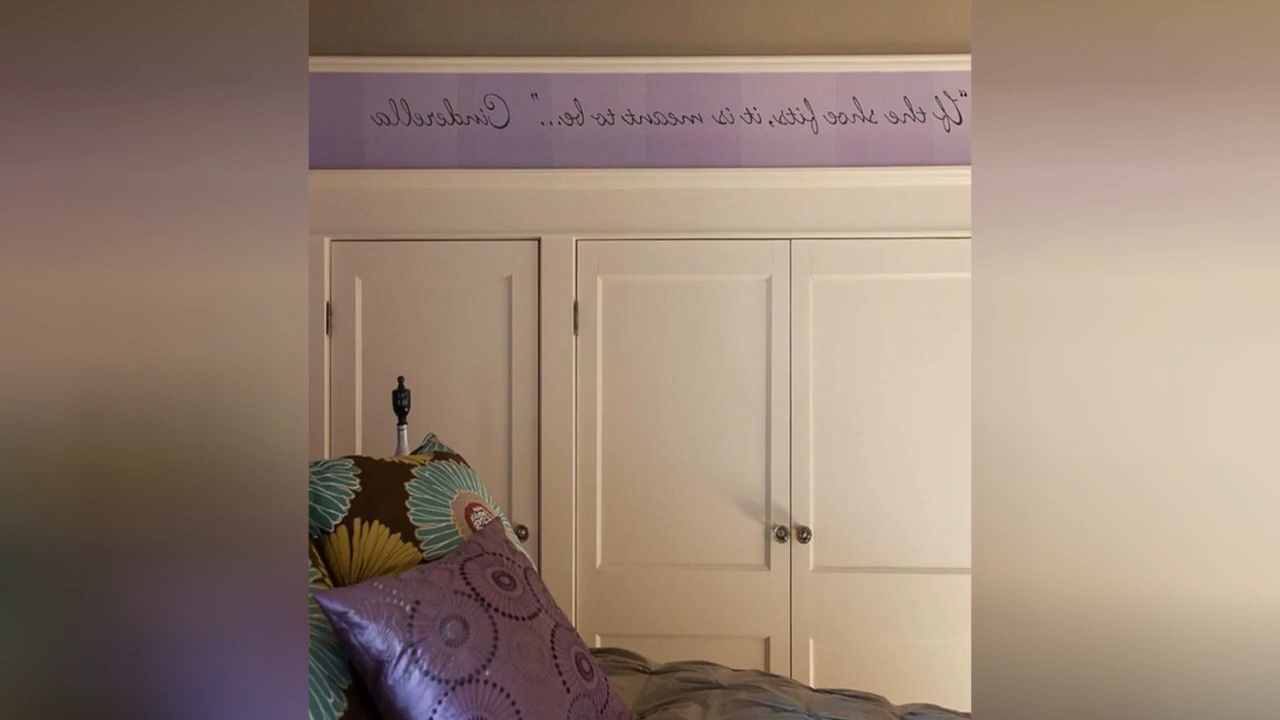 "If the shoe fits, it is meant to be..." Cinderella